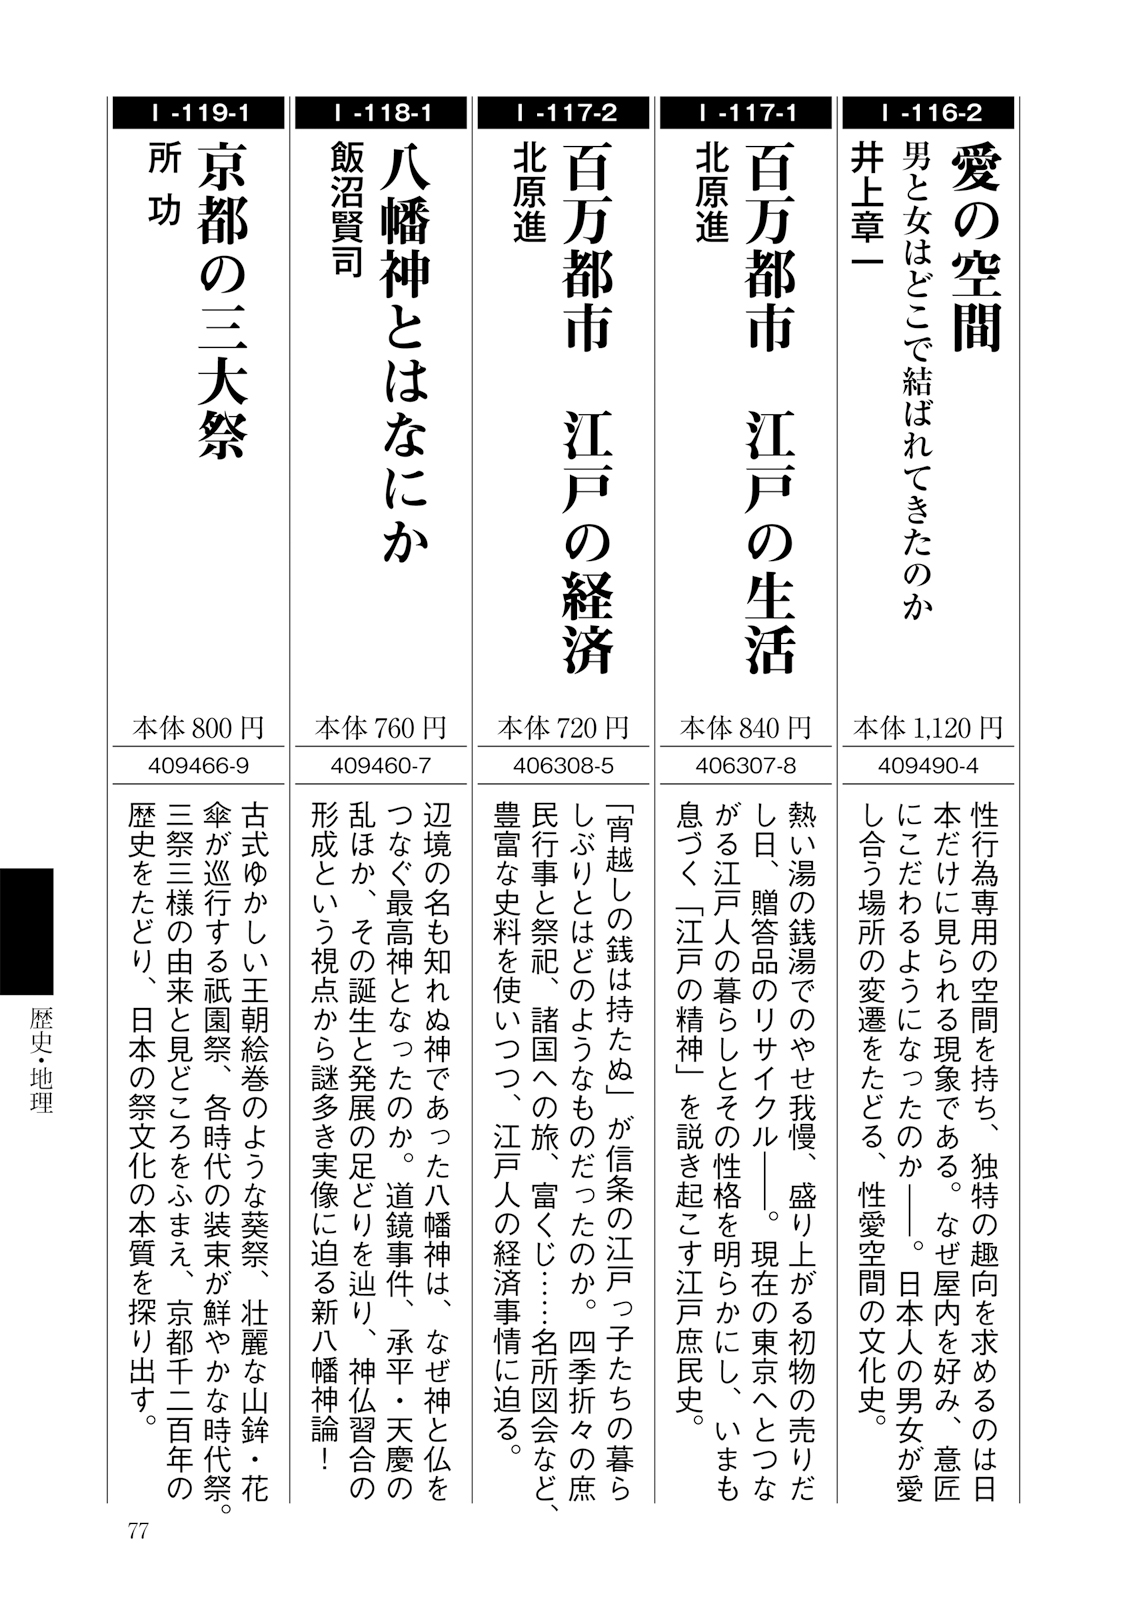 I-116-2
愛の空間
男と女はどこで結ばれてきたのか
井上章一
本体1,120円
409490-4
性行為専用の空間を持ち、独特の趣向を求めるのは日
本だけに見られる現象である。なぜ屋内を好み、意匠
にこだわるようになったのか――。日本人の男女が愛
し合う場所の変遷をたどる、性愛空間の文化史。
I-117-1
百万都市　江戸の生活
北原進
本体840円
406307-8
熱い湯の銭湯でのやせ我慢、盛り上がる初物の売りだ
し日、贈答品のリサイクル――。現在の東京へとつな
がる江戸人の暮らしとその性格を明らかにし、いまも
息づく「江戸の精神」を説き起こす江戸庶民史。
I-117-2
百万都市　江戸の経済
北原進
本体720円
406308-5
「宵越しの銭は持たぬ」が信条の江戸っ子たちの暮ら
しぶりとはどのようなものだったのか。四季折々の庶
民行事と祭祀、諸国への旅、富くじ……名所図会など、
豊富な史料を使いつつ、江戸人の経済事情に迫る。
I-118-1
八幡神とはなにか
飯沼賢司
本体760円
409460-7
辺境の名も知れぬ神であった八幡神は、なぜ神と仏を
つなぐ最高神となったのか。道鏡事件、承平・天慶の
乱ほか、その誕生と発展の足どりを辿り、神仏習合の
形成という視点から謎多き実像に迫る新八幡神論！
I-119-1
京都の三大祭
所 功
本体800円
409466-9
古式ゆかしい王朝絵巻のような葵祭、壮麗な山鉾・花
傘が巡行する祇園祭、各時代の装束が鮮やかな時代祭。
三祭三様の由来と見どころをふまえ、京都千二百年の
歴史をたどり、日本の祭文化の本質を探り出す。
歴史・地理
77